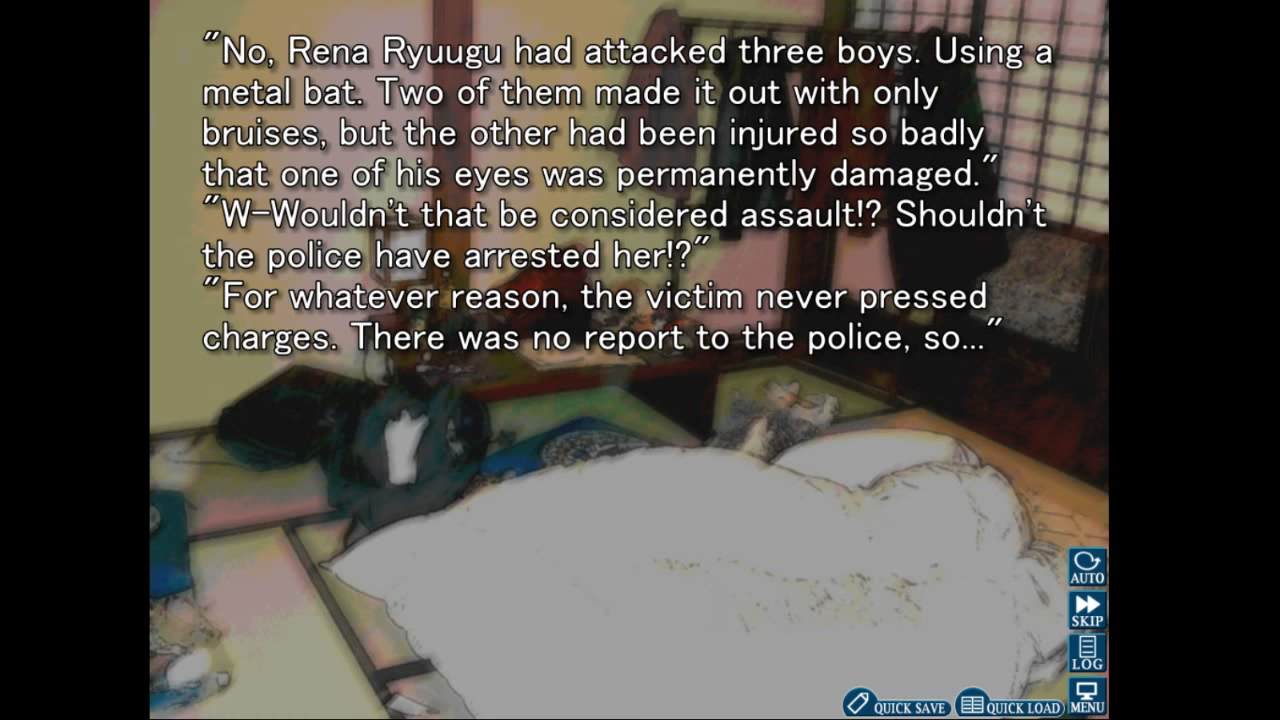 "No, Rena Ryuugu had attacked three boys. Using a
metal bat. Two of them made it out with only
bruises, but the other had been injured so badly
that one of his eyes was permanently damaged."
"W-Wouldn't that be considered assault!? Shouldn't
the police have arrested her!?"
"For whatever reason, the victim never pressed
charges. There was no report to the police, so..."
AUTO
SKIP
LOG
MENU
QUICK SAVE
QUICK LOAD